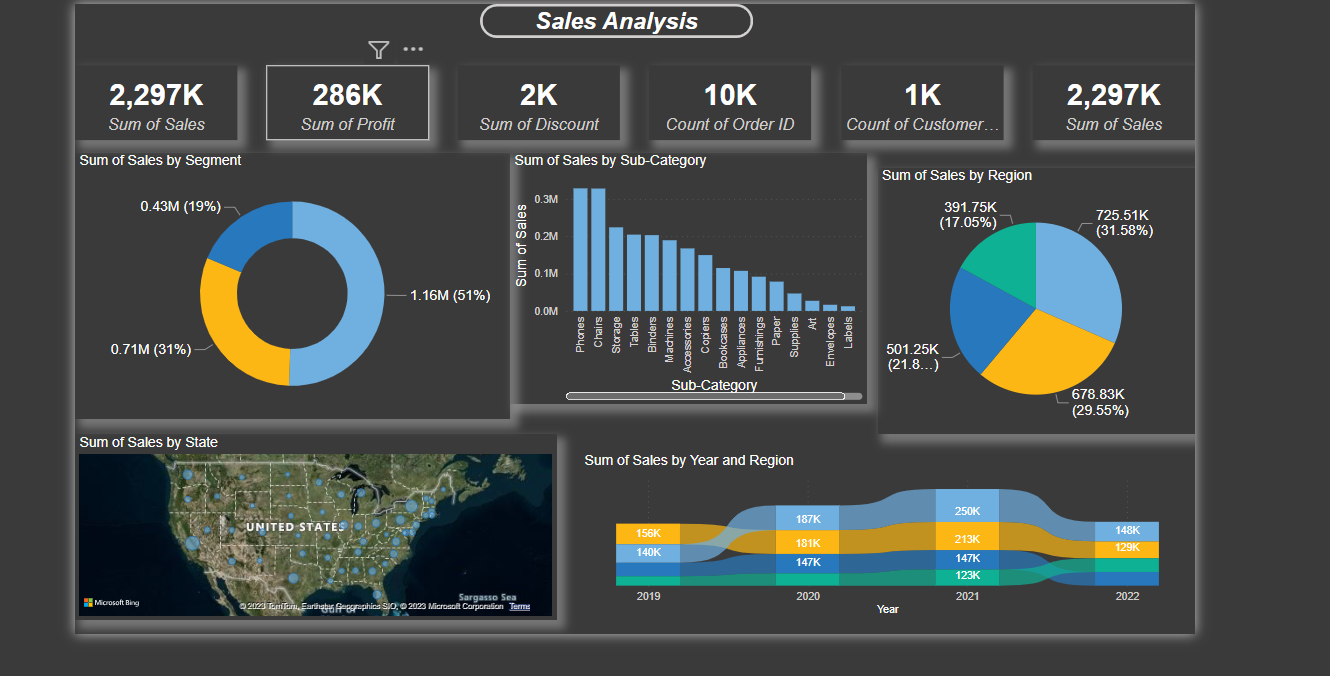 Sales Analysis
2,297K
Sum of Sales
286K
Sum of Profit
2K
Sum of Discount
10K
Count of Order ID
1K
Count of Customer…
2,297K
Sum of Sales
Sum of Sales by Segment
0.43M (19%)
1.16M (51%)
0.71M (31%)
Sum of Sales by Sub-Category
Sum of Sales
0.3M
0.2M
0.1M
0.0M
Phones
Chairs
Storage
Tables
Binders
Machines
Accessories
Copiers
Bookcases
Appliances
Furnishings
Paper
Supplies
Art
Envelopes
Labels
Sub-Category
Sum of Sales by Region
391.75K
(17.05%)
725.51K
(31.58%)
501.25K
(21.8…)
678.83K
(29.55%)
Sum of Sales by State
UNITED STATES
Sargasso Sea
Gulf of
Microsoft Bing
© 2023 TomTom, Earthstar Geographics SIO, © 2023 Microsoft Corporation Terms
Sum of Sales by Year and Region
156K
140K
187K
181K
147K
250K
213K
147K
123K
148K
129K
2019
2020
2021
2022
Year